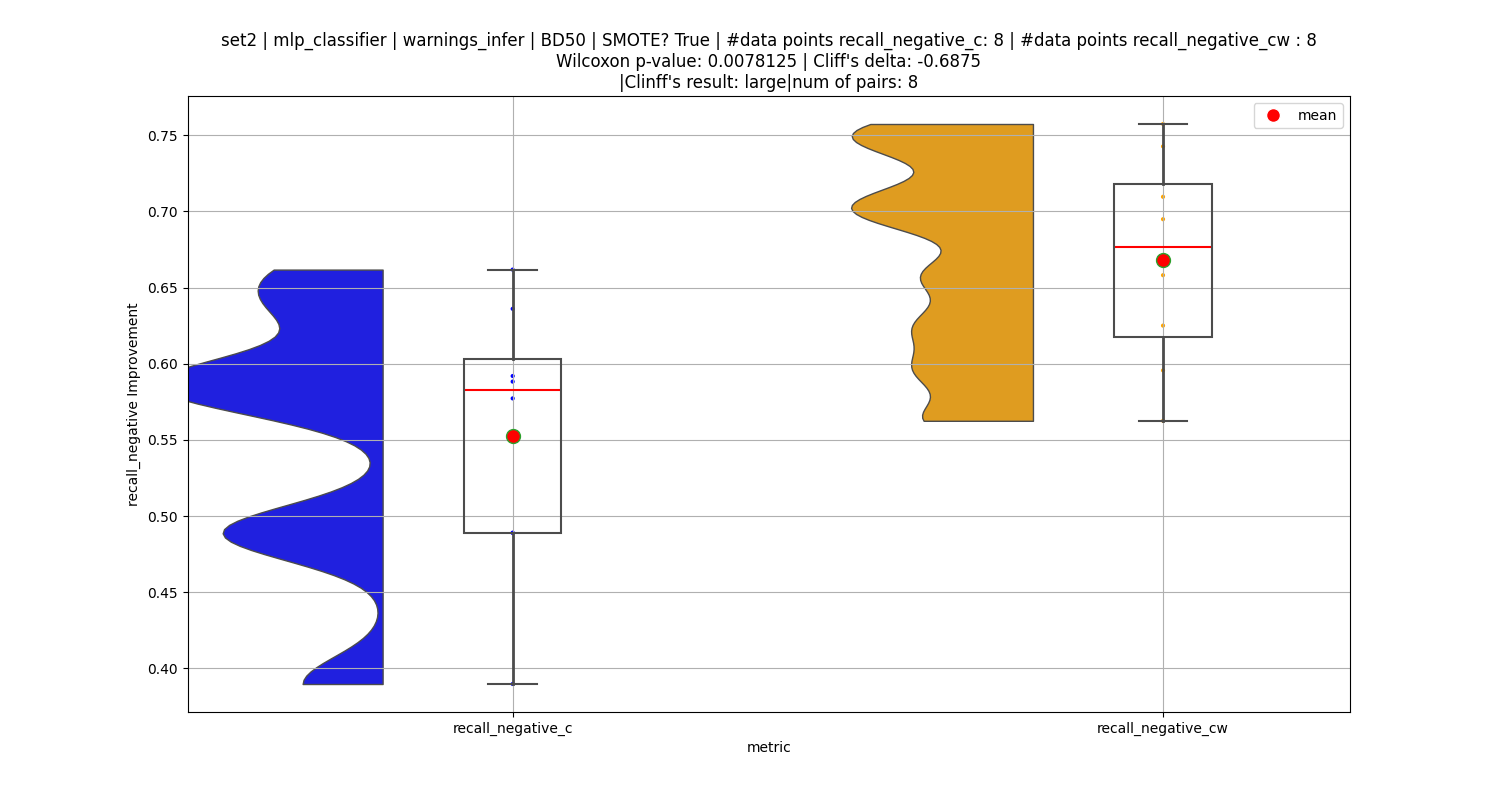 set2 | mlp_classifier | warnings_infer | BD50 | SMOTE? True | #data points recall_negative_c: 8 | #data points recall_negative_cw : 8
Wilcoxon p-value: 0.0078125 | Cliff's delta: -0.6875
|Clinff's result: large|num of pairs: 8
mean
recall_negative Improvement
0.75
0.70
0.65
0.60
0.55
0.50
0.45
0.40
recall_negative_c
recall_negative_cw
metric